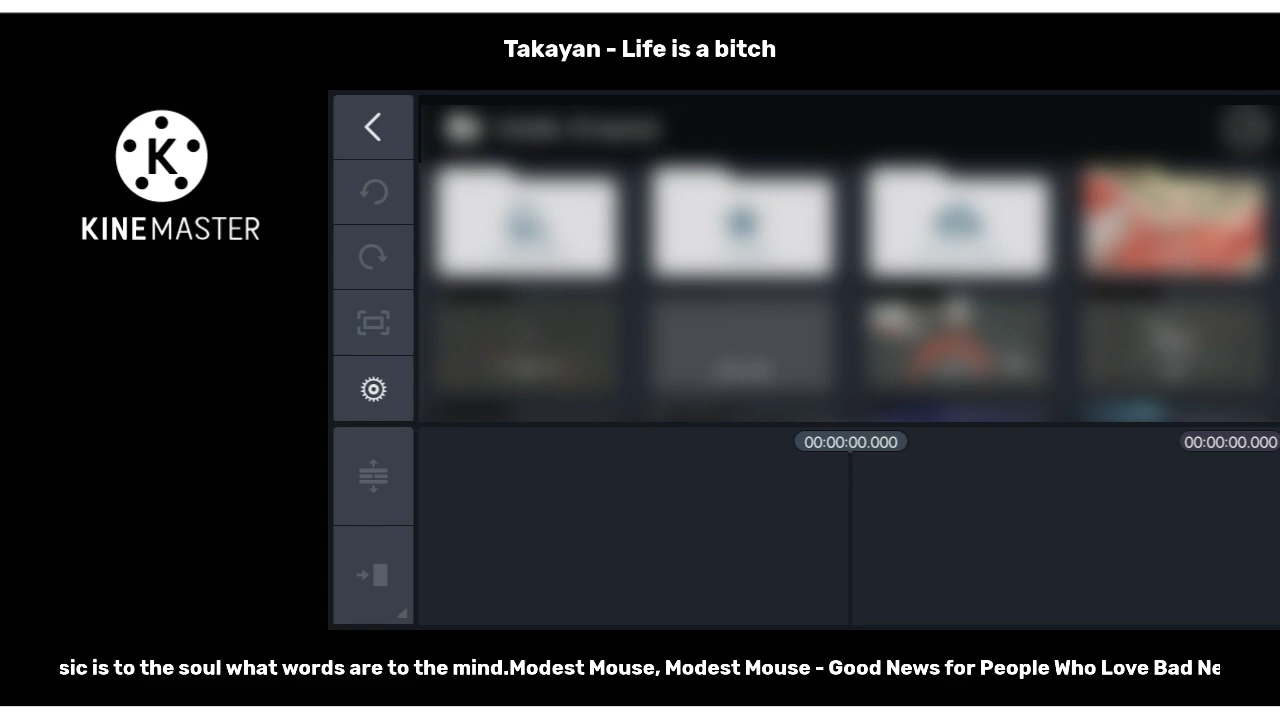 Takayan - Life is a bitch
K
KINEMASTER
00:00:00.000
00:00:00.000
sic is to the soul what words are to the mind.Modest Mouse, Modest Mouse - Good News for People Who Love Bad Ne